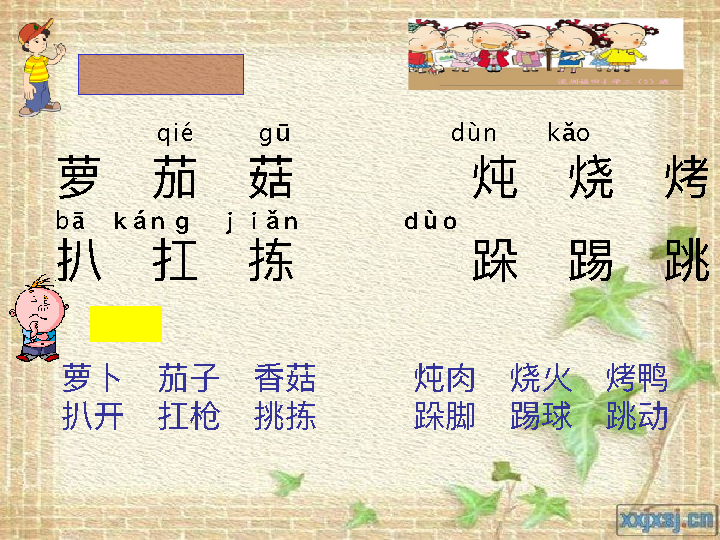 qié gū dùn kǎo
萝 茄 菇 炖 烧 烤
bā káng jiǎn dùo
扒 扛 拣 跺 踢 跳
萝卜 茄子 香菇 炖肉 烧火 烤鸭
扒开 扛枪 挑拣 跺脚 踢球 跳动
xxjxsj.cn